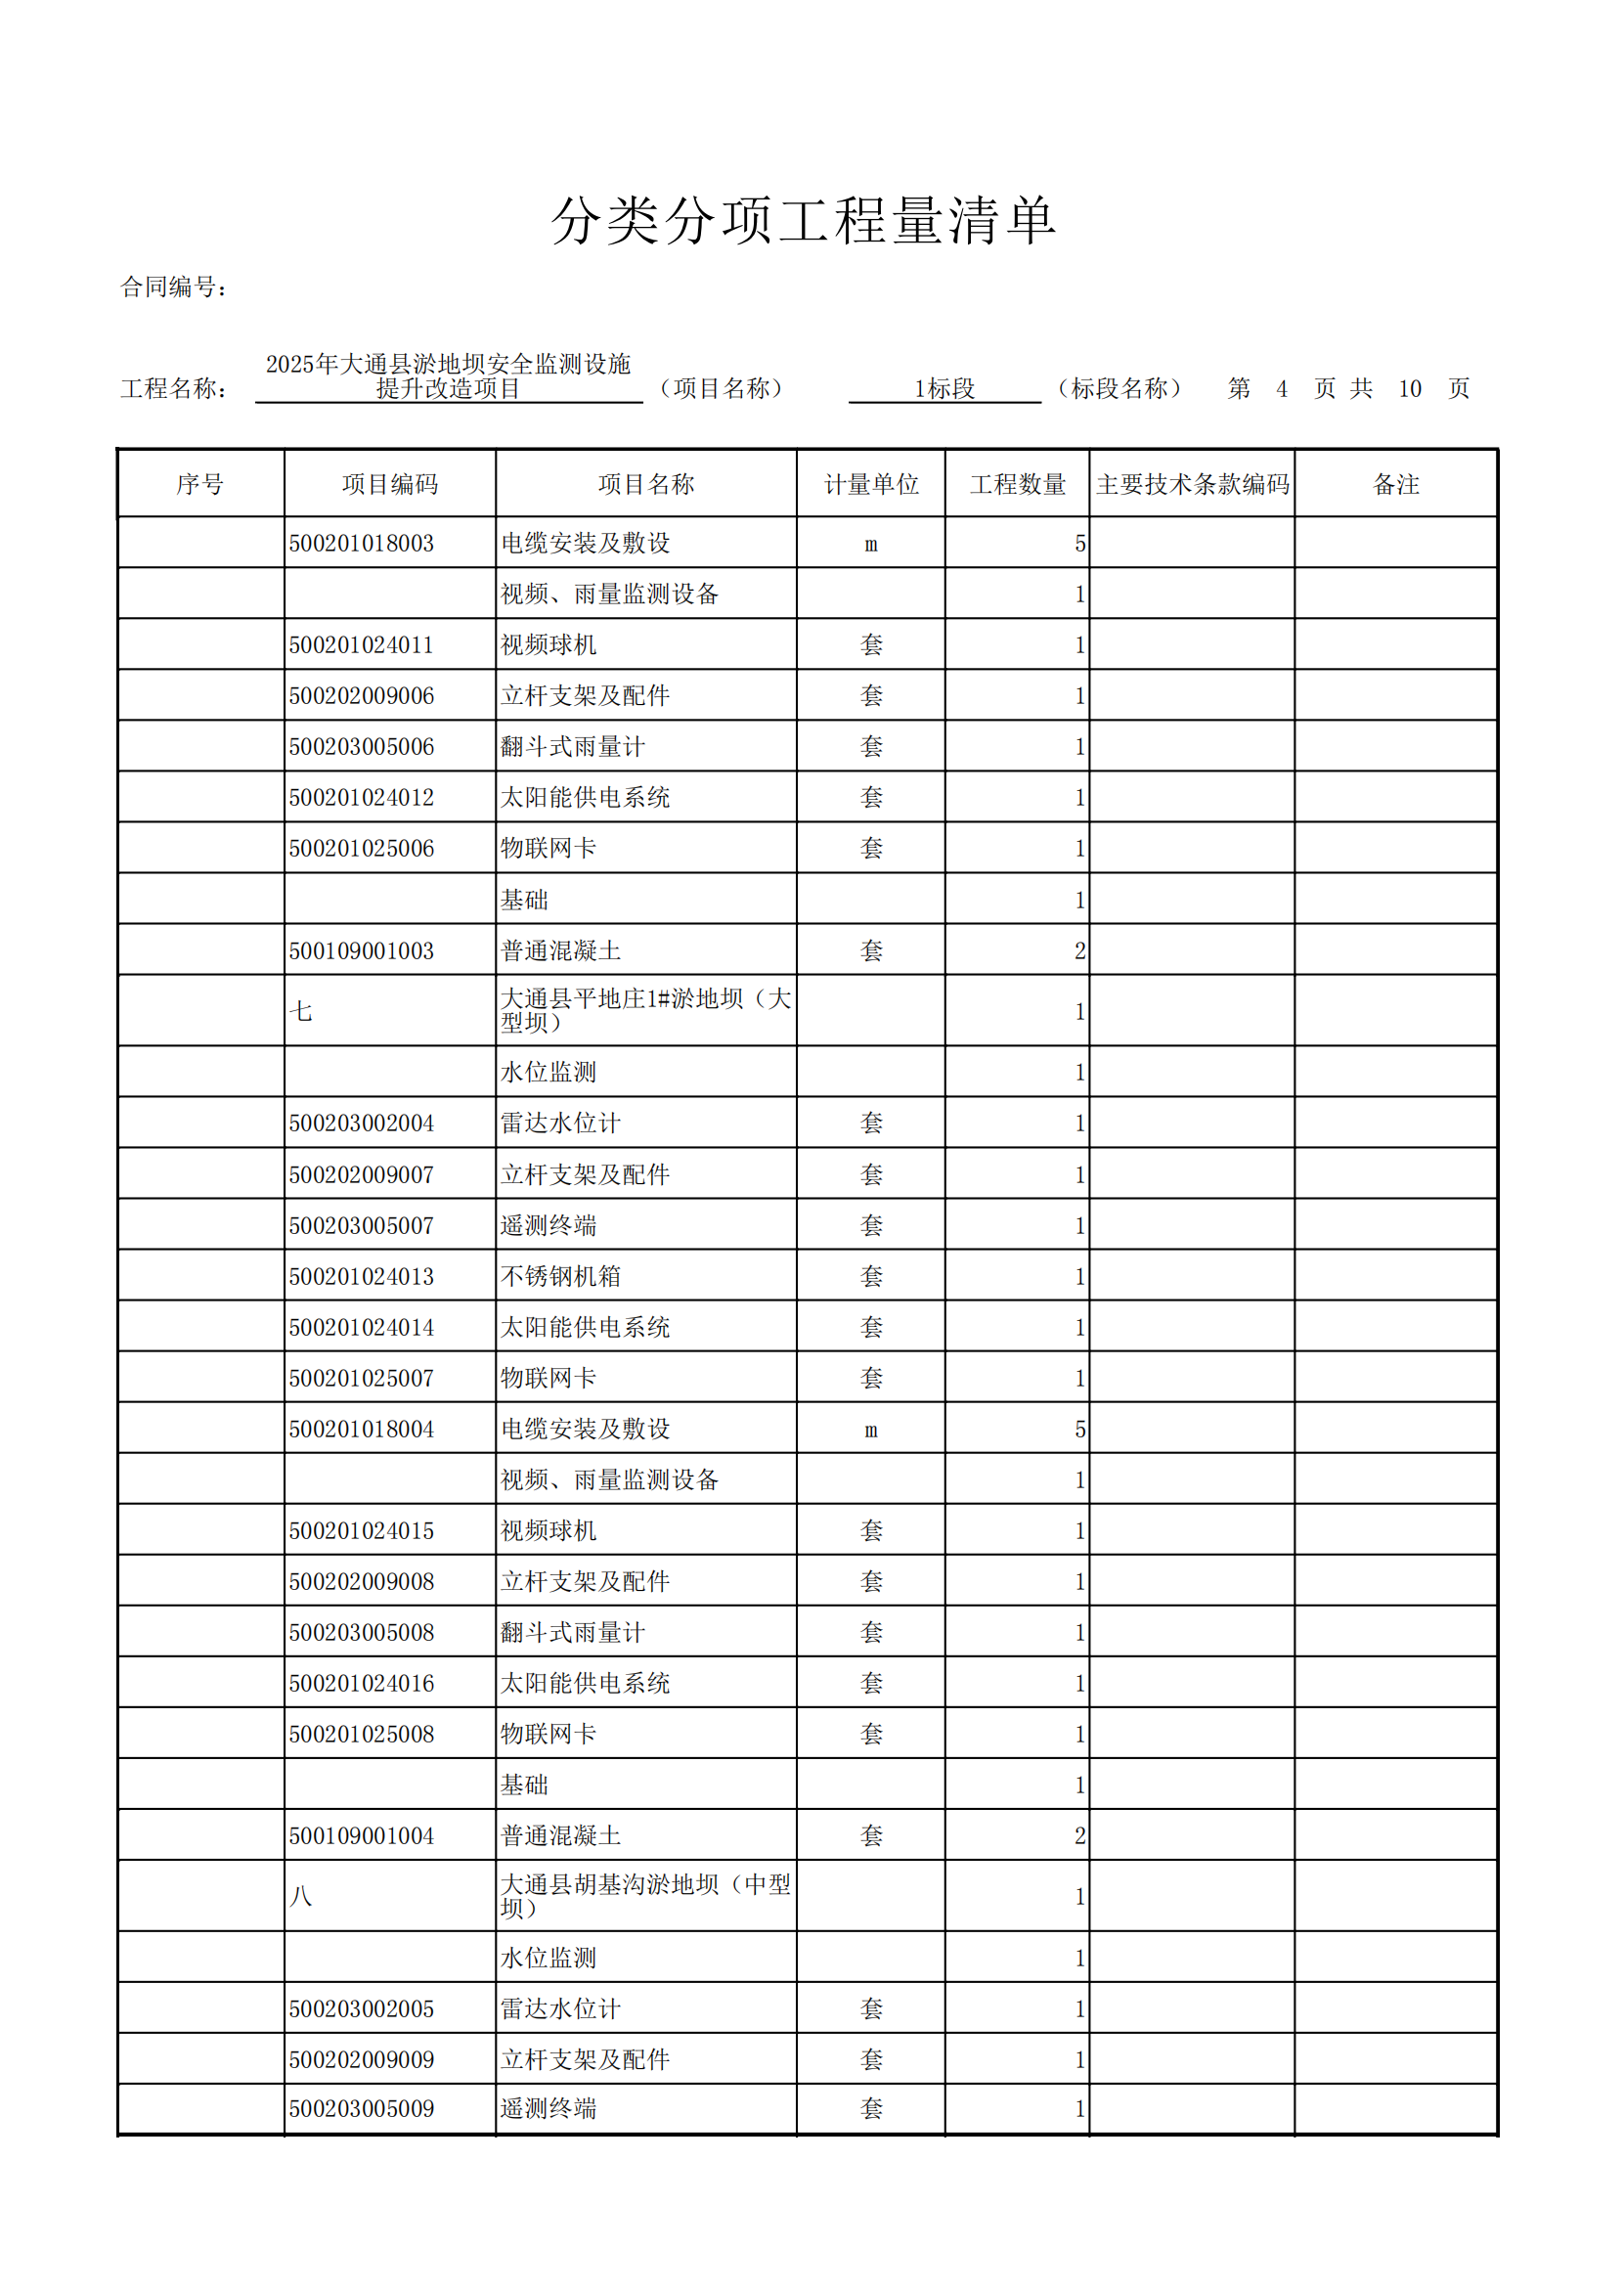 分类分项工程量清单
合同编号：
2025年大通县淤地坝安全监测设施
工程名称： 提升改造项目 （项目名称） 1标段 （标段名称） 第 4 页 共 10 页
序号 项目编码 项目名称 计量单位 工程数量 主要技术条款编码 备注
500201018003 电缆安装及敷设 m 5
视频、雨量监测设备 1
500201024011 视频球机 套 1
500202009006 立杆支架及配件 套 1
500203005006 翻斗式雨量计 套 1
500201024012 太阳能供电系统 套 1
500201025006 物联网卡 套 1
基础 1
500109001003 普通混凝土 套 2
大通县平地庄1#淤地坝（大
七 1
型坝）
水位监测 1
500203002004 雷达水位计 套 1
500202009007 立杆支架及配件 套 1
500203005007 遥测终端 套 1
500201024013 不锈钢机箱 套 1
500201024014 太阳能供电系统 套 1
500201025007 物联网卡 套 1
500201018004 电缆安装及敷设 m 5
视频、雨量监测设备 1
500201024015 视频球机 套 1
500202009008 立杆支架及配件 套 1
500203005008 翻斗式雨量计 套 1
500201024016 太阳能供电系统 套 1
500201025008 物联网卡 套 1
基础 1
500109001004 普通混凝土 套 2
大通县胡基沟淤地坝（中型
八 1
坝）
水位监测 1
500203002005 雷达水位计 套 1
500202009009 立杆支架及配件 套 1
500203005009 遥测终端 套 1